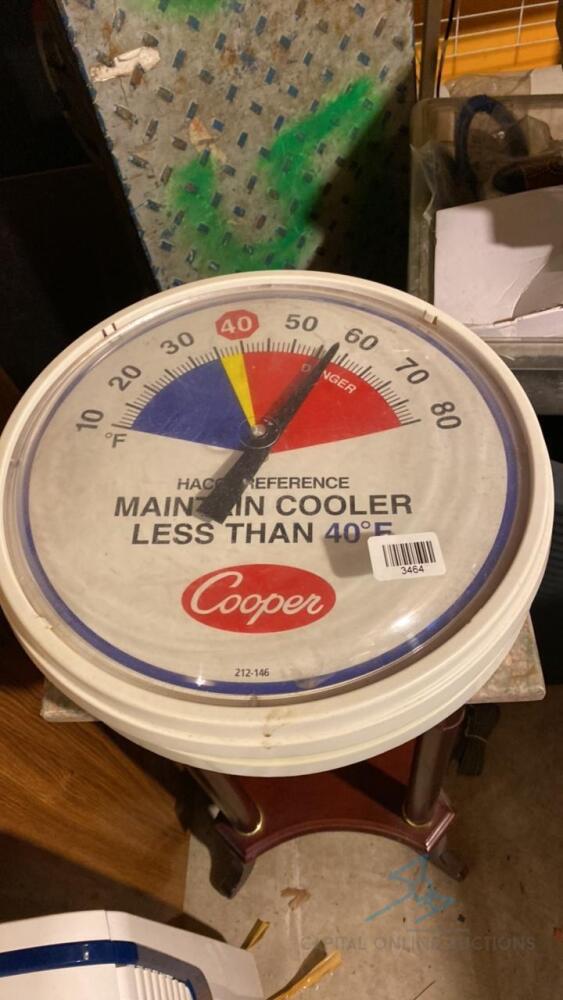 10 20 30 40 50 60 70 80
°F
DANGER
REFERENCE
MAINTAIN COOLER
LESS THAN 40°F
3464
Cooper
212-146
CAPITAL ONLINE AUCTIONS